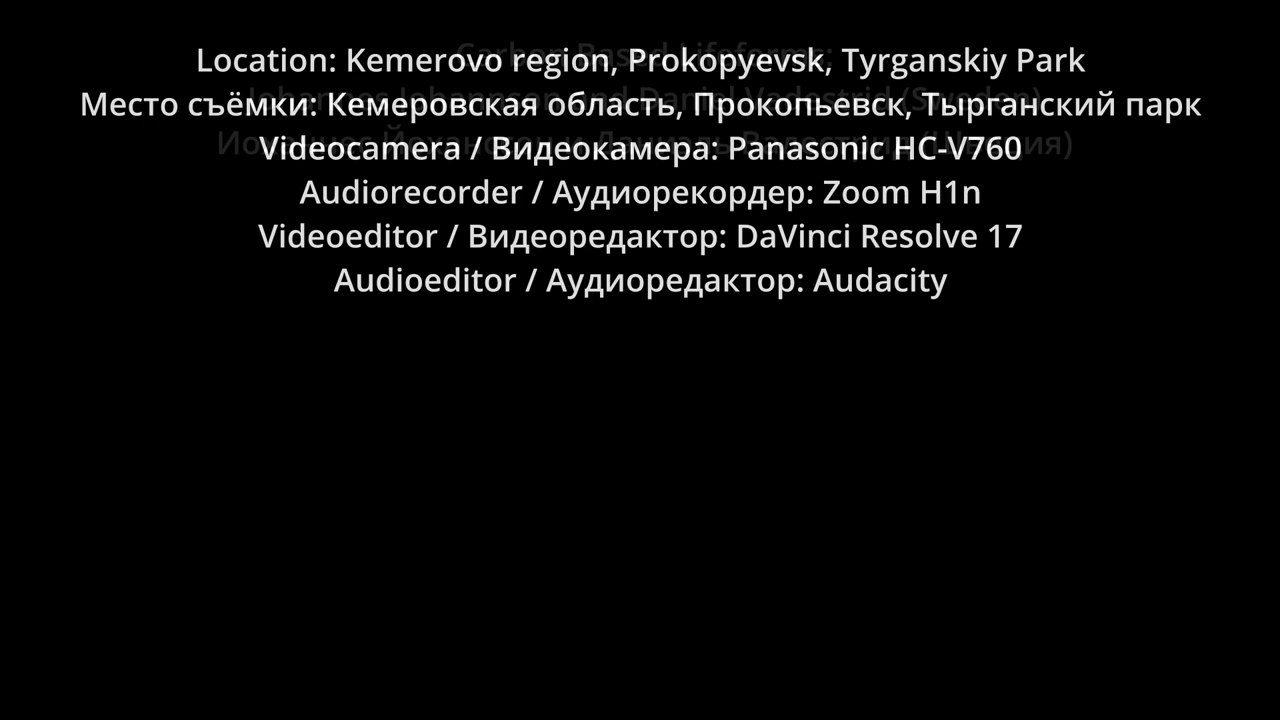 Location: Kemerovo region, Prokopyevsk, Tyrganskiy Park
Место съёмки: Кемеровская область, Прокопьевск, Тырганский парк
Videocamera / Видеокамера: Panasonic HC-V760
Audiorecorder / Аудиорекордер: Zoom H1n
Videoeditor / Видеоредактор: DaVinci Resolve 17
Audioeditor / Аудиоредактор: Audacity